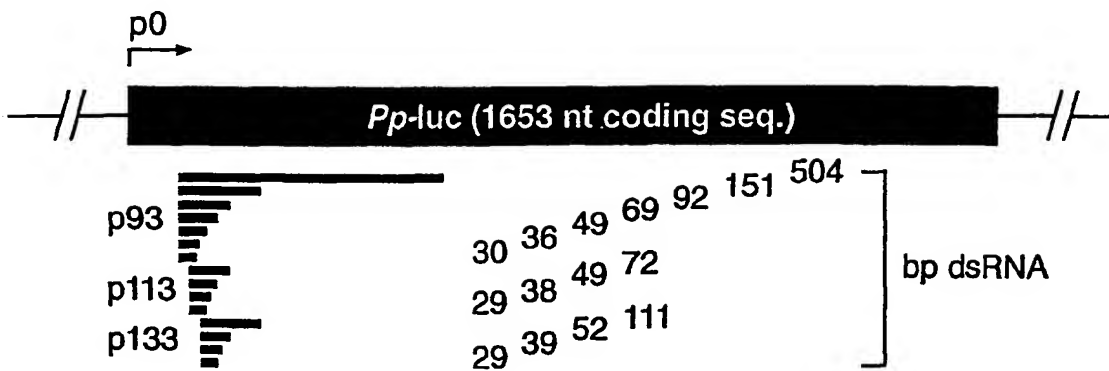 p0
Pp-luc (1653 nt coding seq.)
p93
30 36 49 69 92 151 504
p113
29 38 49 72
p133
29 39 52 111
bp dsRNA